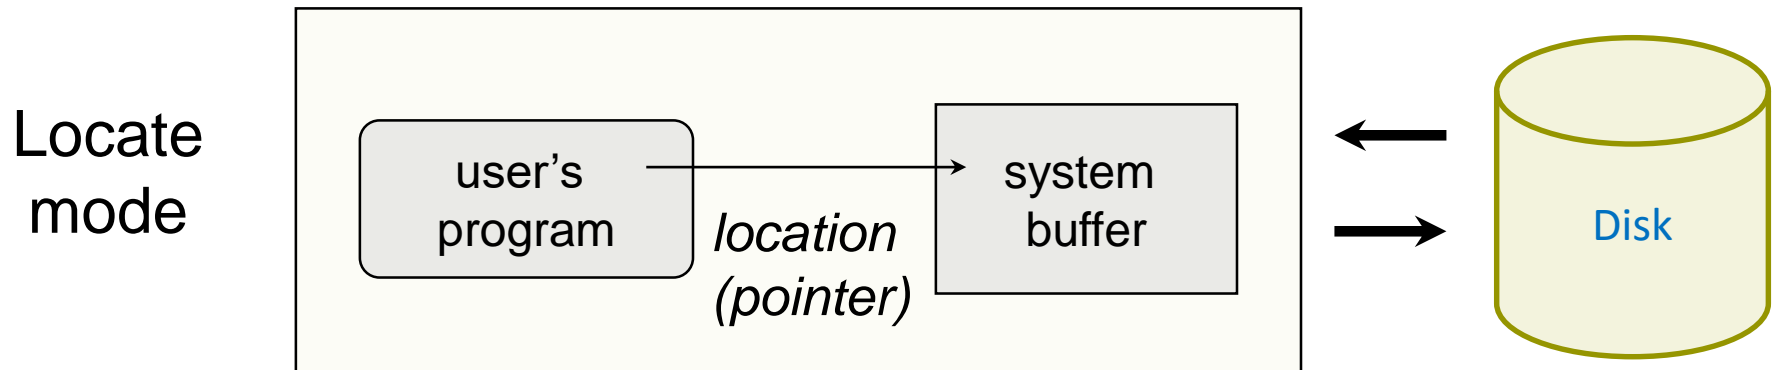 Locate
mode
user’s
program
location
(pointer)
system
buffer
Disk